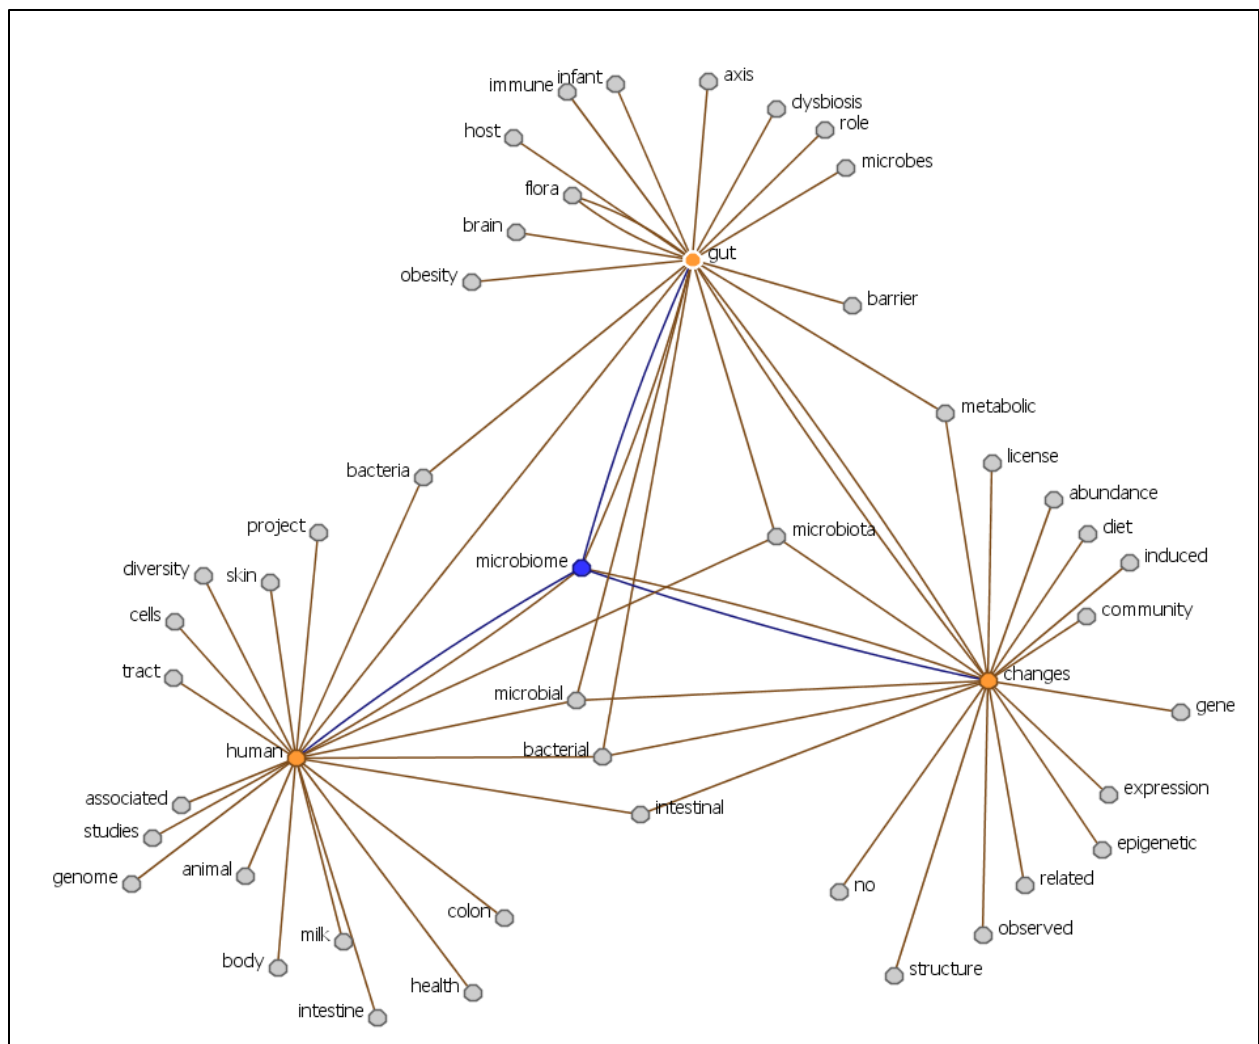 axis
infant
immune
dysbiosis
role
host
microbes
flora
brain
gut
obesity
barrier
metabolic
license
bacteria
abundance
project
diet
microbiota
induced
microbiome
diversity
skin
cells
community
tract
changes
microbial
gene
human
bacterial
associated
intestinal
expression
studies
epigenetic
genome
animal
related
no
colon
observed
milk
body
structure
health
intestine